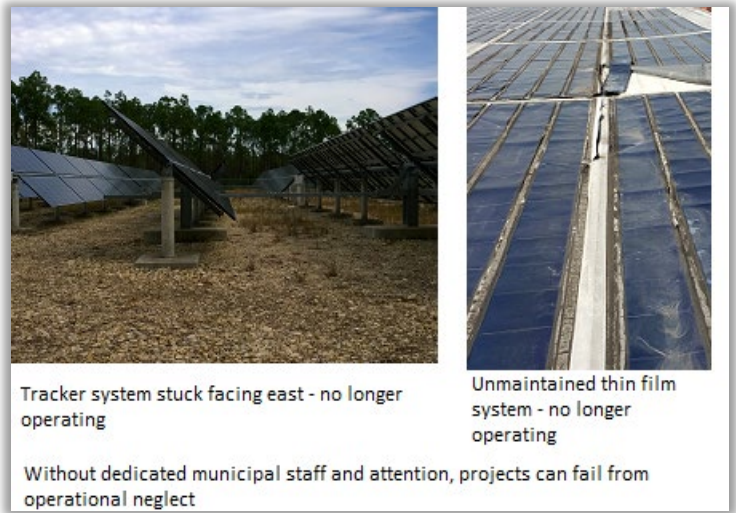 Tracker system stuck facing east - no longer
operating
Unmaintained thin film
system - no longer
operating
Without dedicated municipal staff and attention, projects can fail from
operational neglect